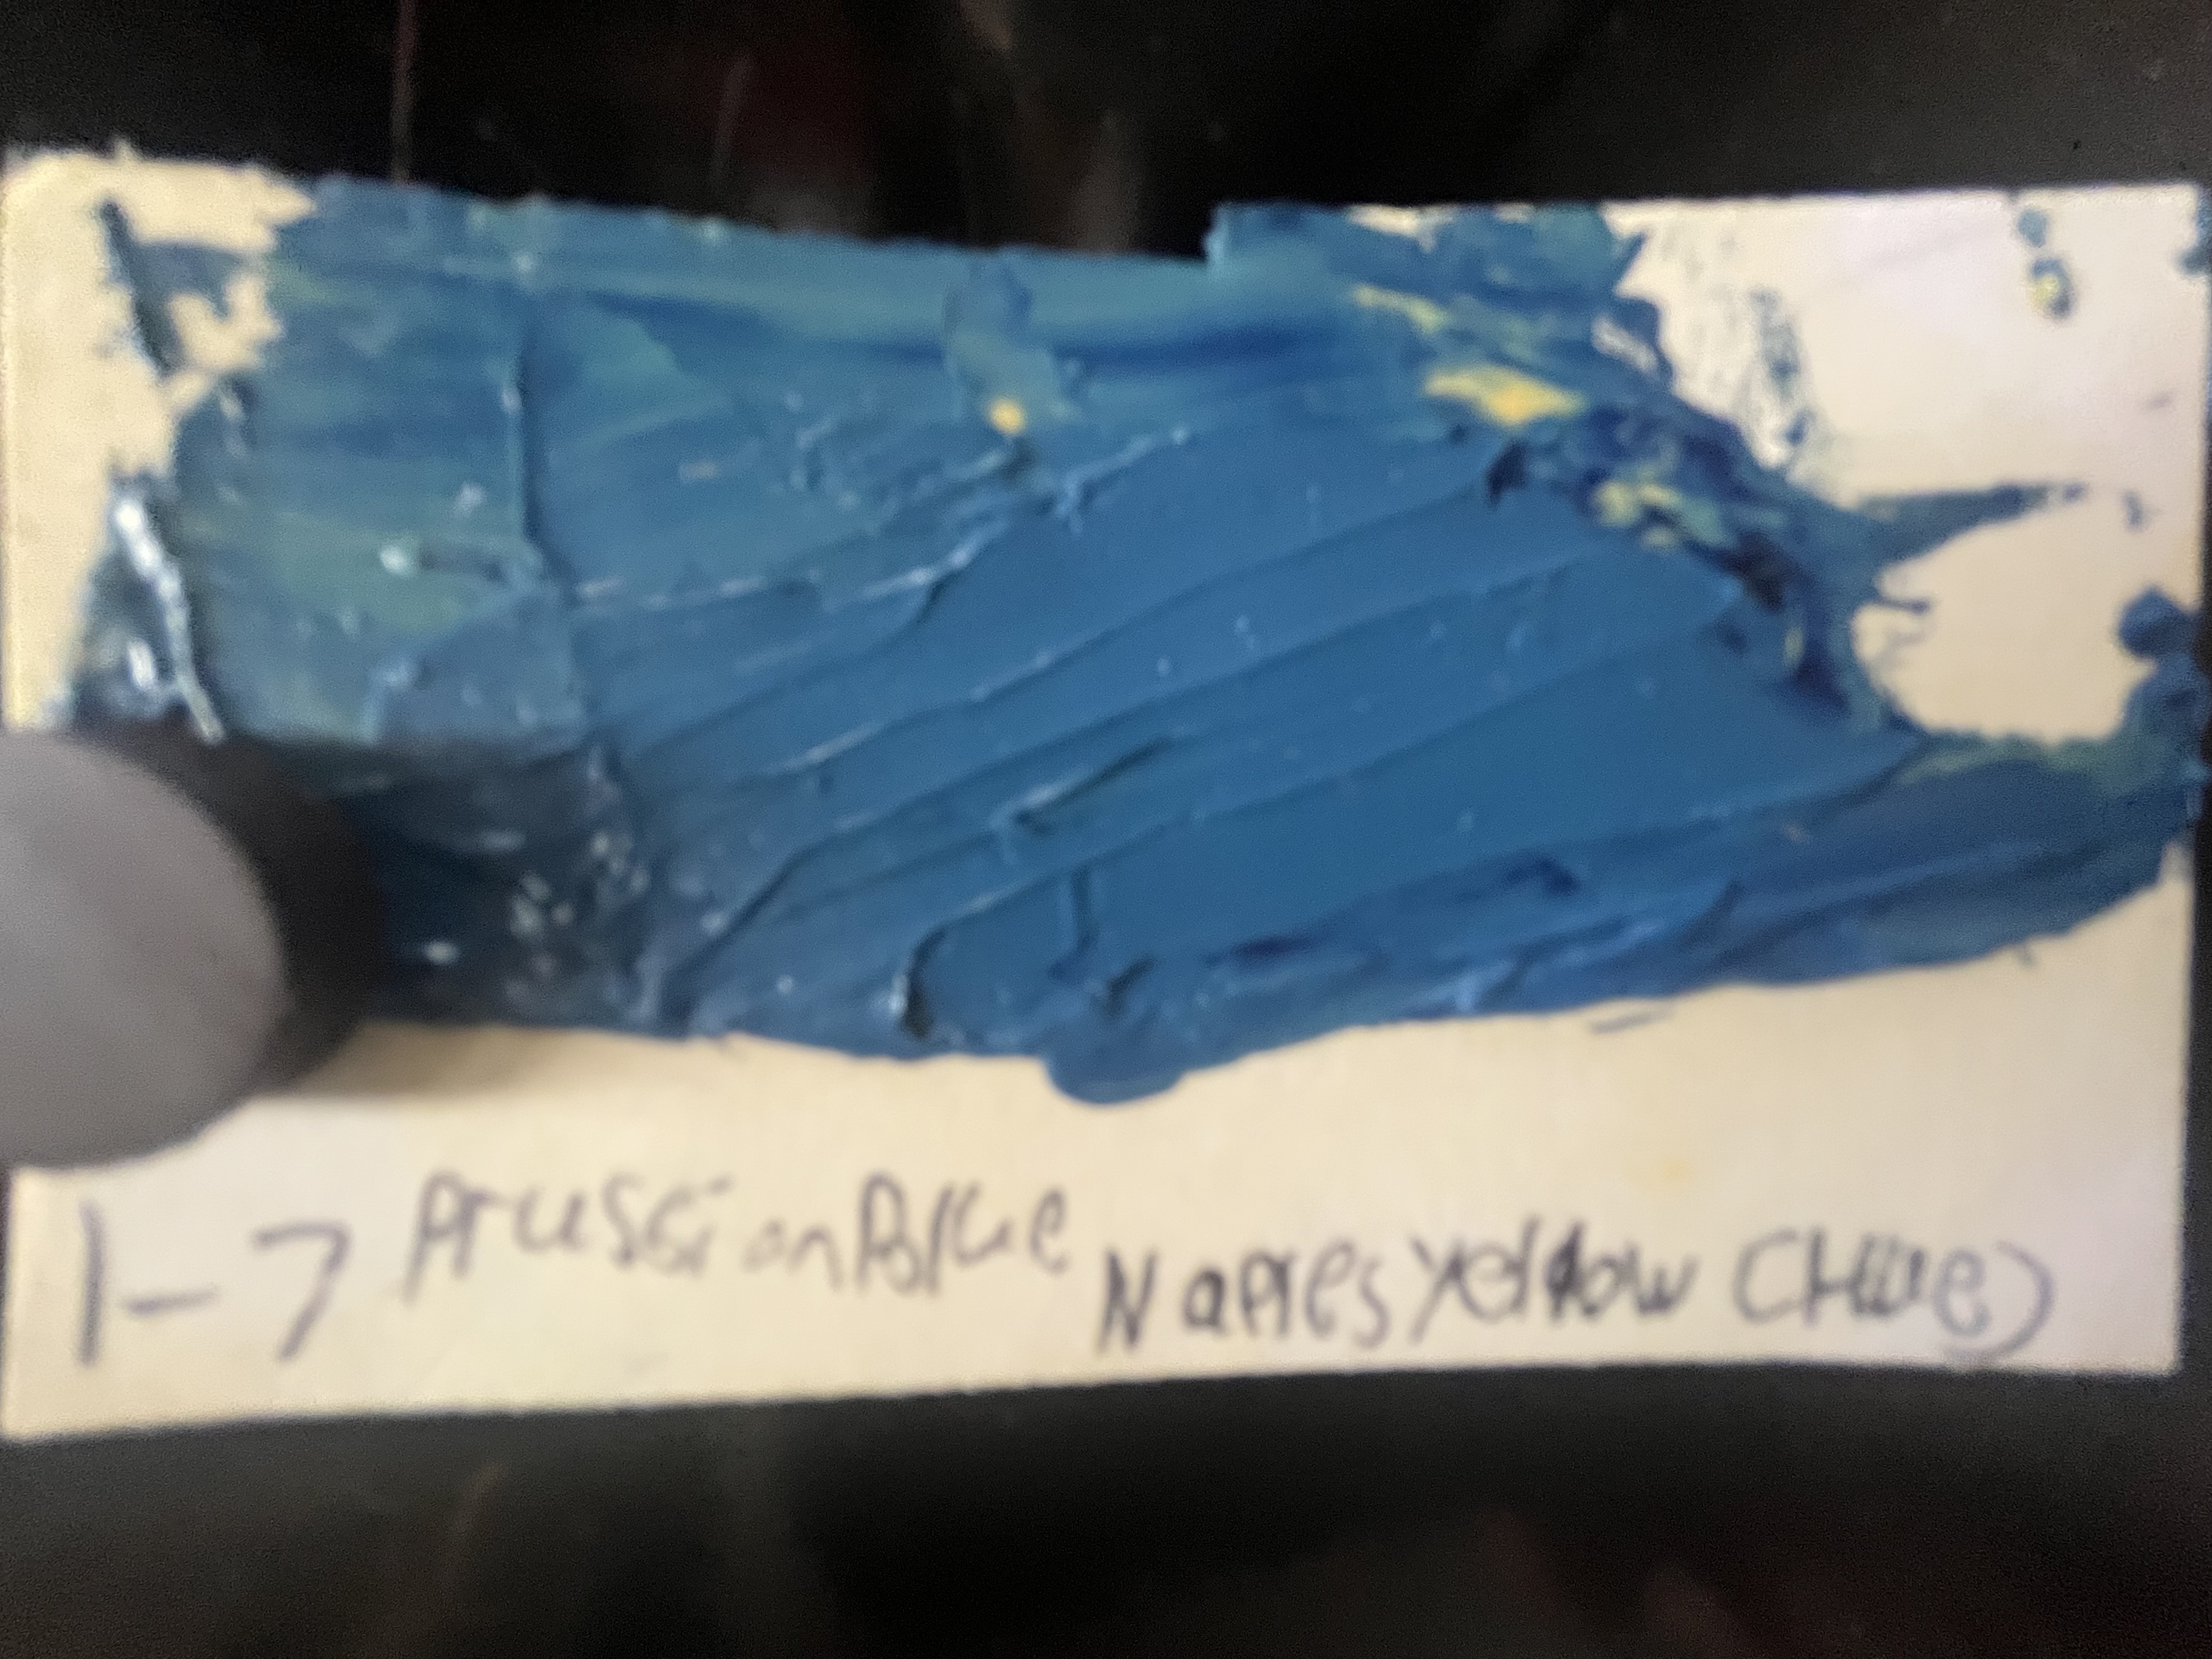 1-7 Prussian Blue Naples Yellow (Hue)